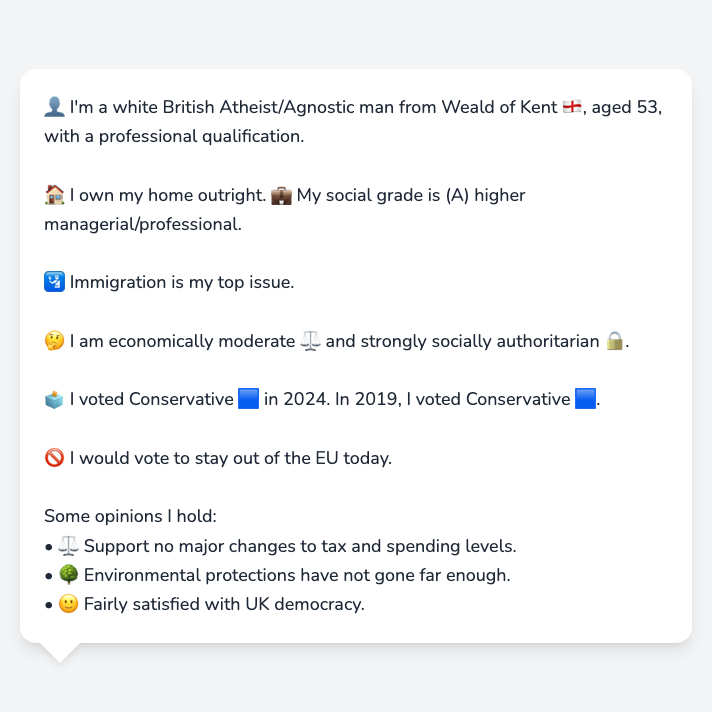 👤 I'm a white British Atheist/Agnostic man from Weald of Kent 🏴󠁧󠁢󠁥󠁮󠁧󠁿, aged 53,
with a professional qualification.
🏠 I own my home outright. 💼 My social grade is (A) higher
managerial/professional.
🛂 Immigration is my top issue.
🤔 I am economically moderate ⚖️ and strongly socially authoritarian 🔒.
🗳️ I voted Conservative 🟦 in 2024. In 2019, I voted Conservative 🟦.
🚫 I would vote to stay out of the EU today.
Some opinions I hold:
• ⚖️ Support no major changes to tax and spending levels.
• 🌳 Environmental protections have not gone far enough.
• 🙂 Fairly satisfied with UK democracy.